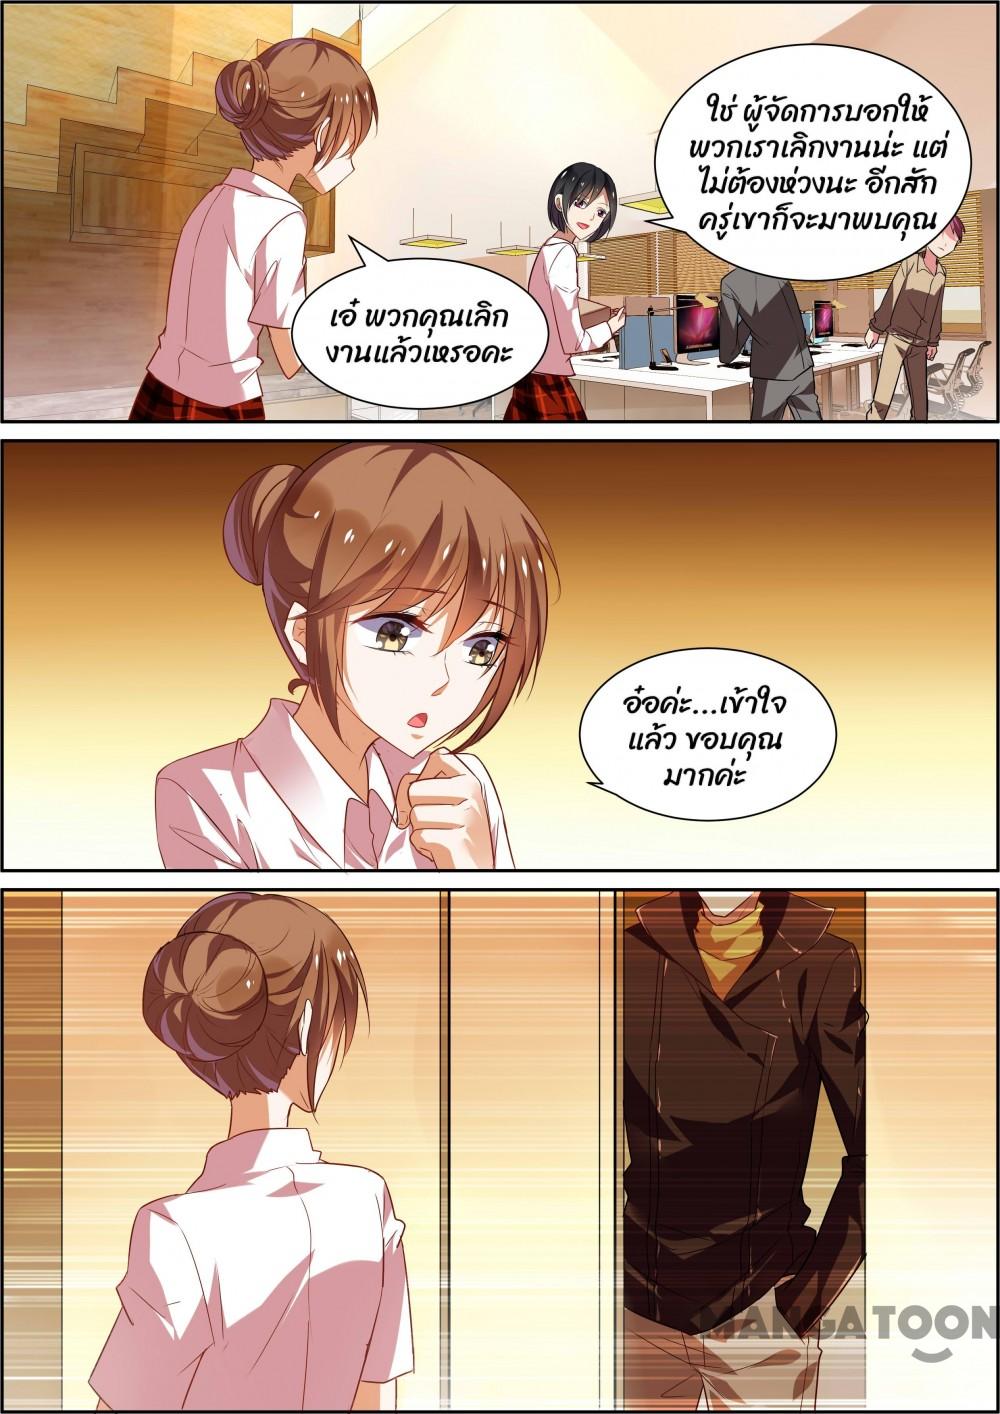 เอ๋ พวกคุณเลิก
งานแล้วเหรอคะ
ใช่ ผู้จัดการบอกให้
พวกเราเลิกงานน่ะ แต่
ไม่ต้องห่วงนะ อีกสัก
ครู่เขาก็จะมาพบคุณ
อ๋อค่ะ...เข้าใจ
แล้ว ขอบคุณ
มากค่ะ
MANGATOON